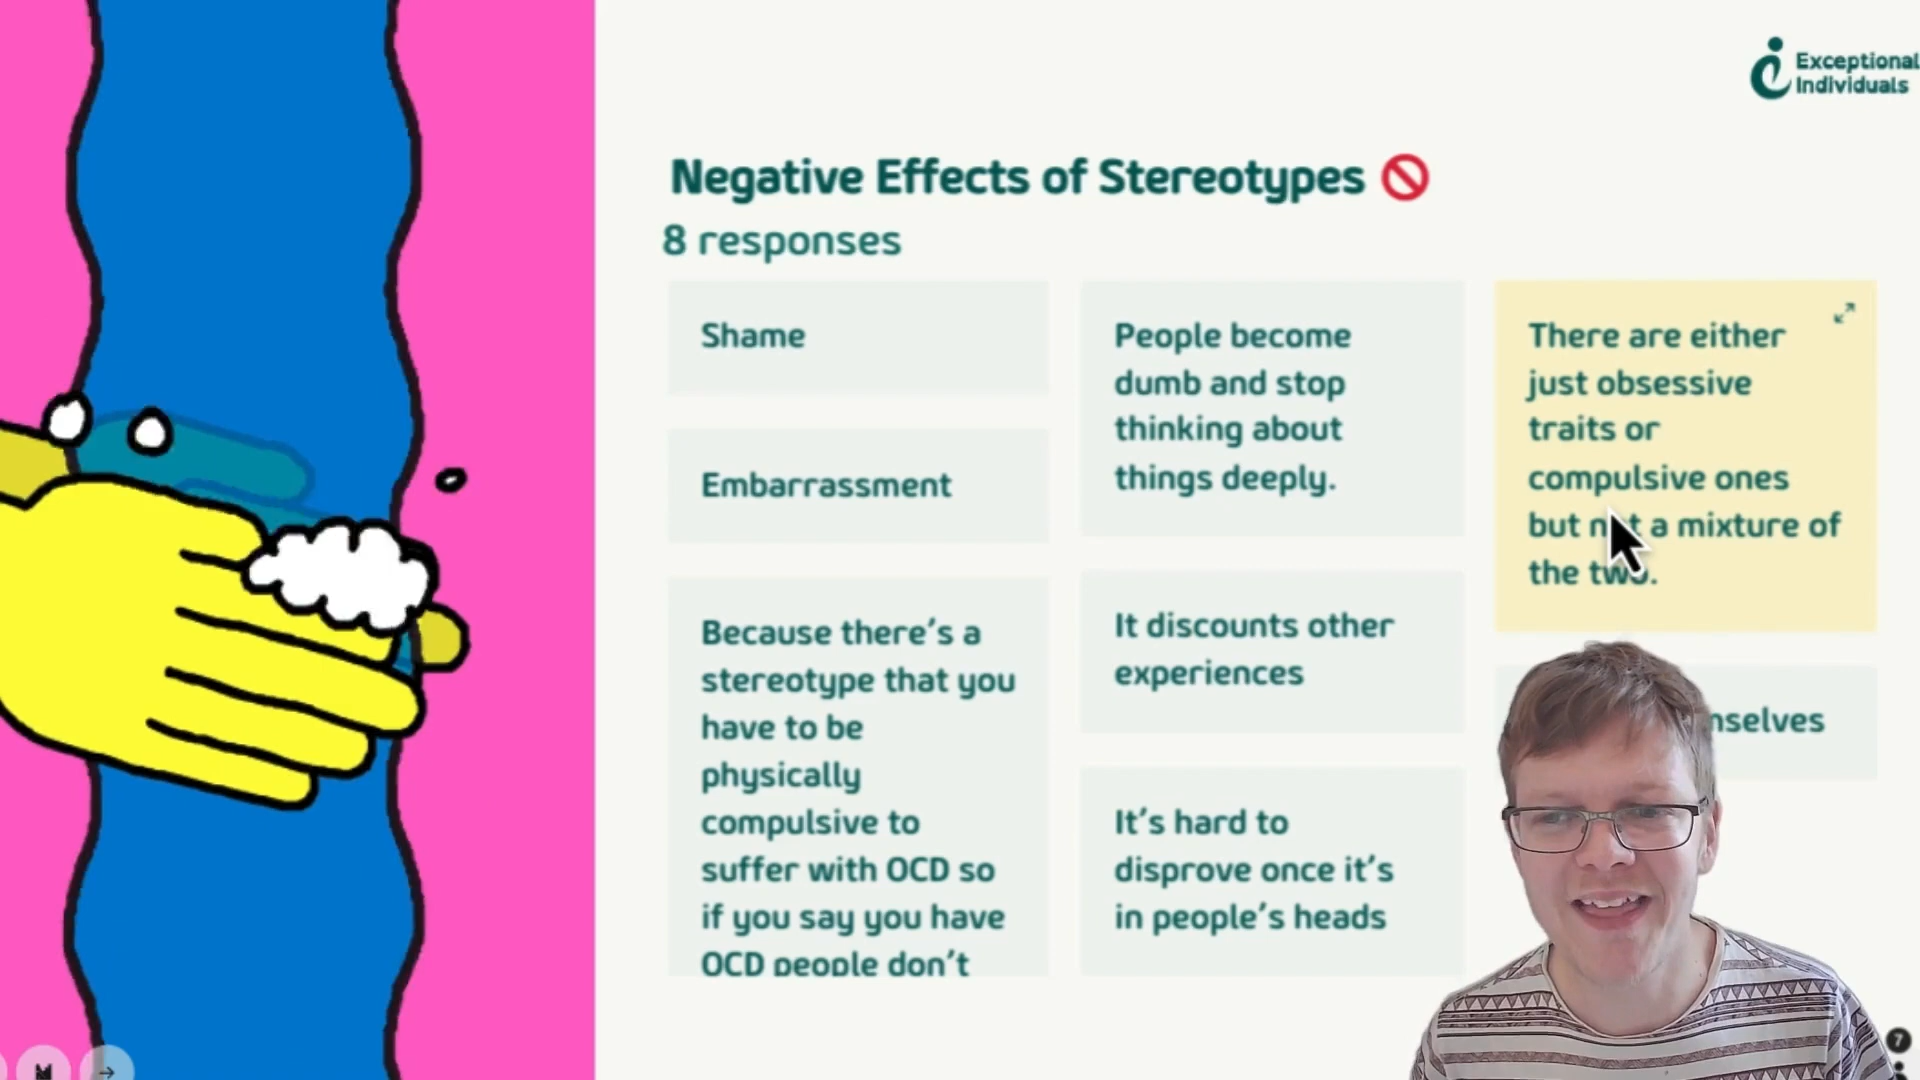 Exceptional
Individuals
Negative Effects of Stereotypes
8 responses
Shame
Embarrassment
Because there's a
stereotype that you
have to be
physically
compulsive to
suffer with OCD so
if you say you have
OCD people don't
People become
dumb and stop
thinking about
things deeply.
It discounts other
experiences
It's hard to
disprove once it's
in people's heads
There are either
just obsessive
traits or
compulsive ones
but not a mixture of
the two.
7